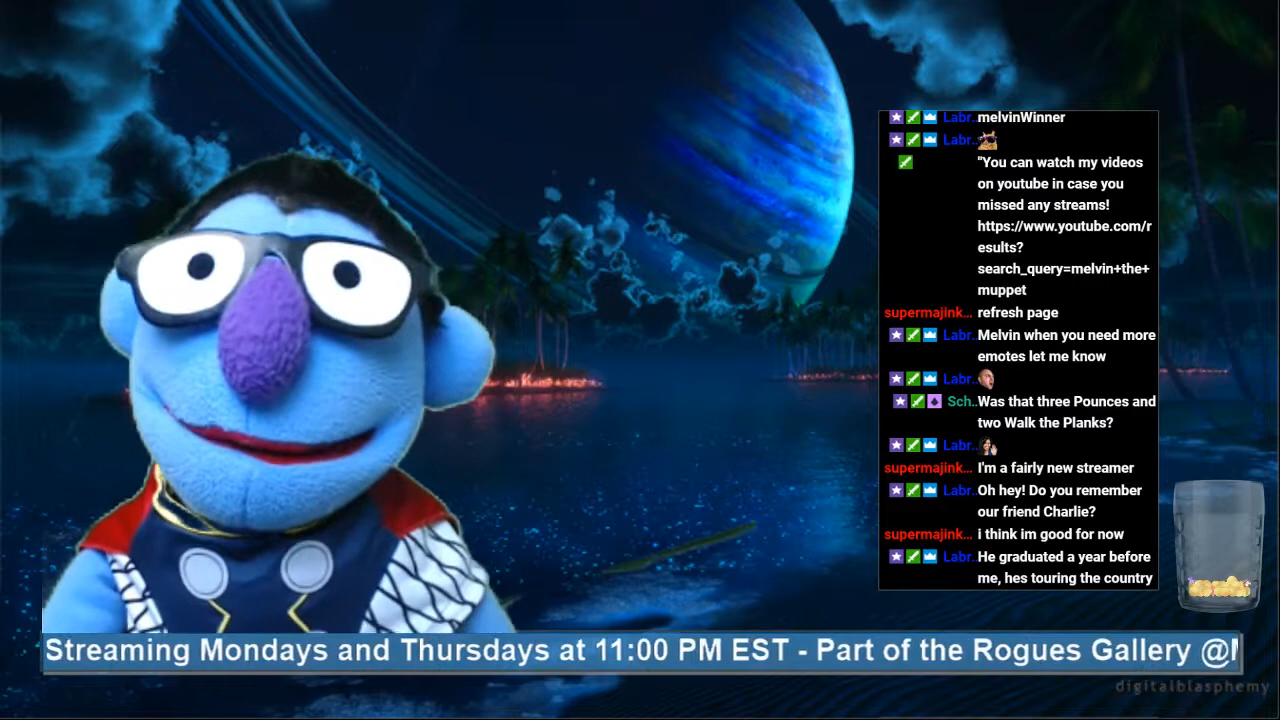 Labr.. melvinWinner
Labr..
"You can watch my videos
on youtube in case you
missed any streams!
https://www.youtube.com/r
esults?
search_query=melvin+the+
muppet
supermajink... refresh page
Labr.. Melvin when you need more
emotes let me know
Labr..
Sch.. Was that three Pounces and
two Walk the Planks?
Labr..
supermajink... I'm a fairly new streamer
Labr.. Oh hey! Do you remember
our friend Charlie?
supermajink... i think im good for now
Labr.. He graduated a year before
me, hes touring the country
Streaming Mondays and Thursdays at 11:00 PM EST - Part of the Rogues Gallery @
digitalblasphemy